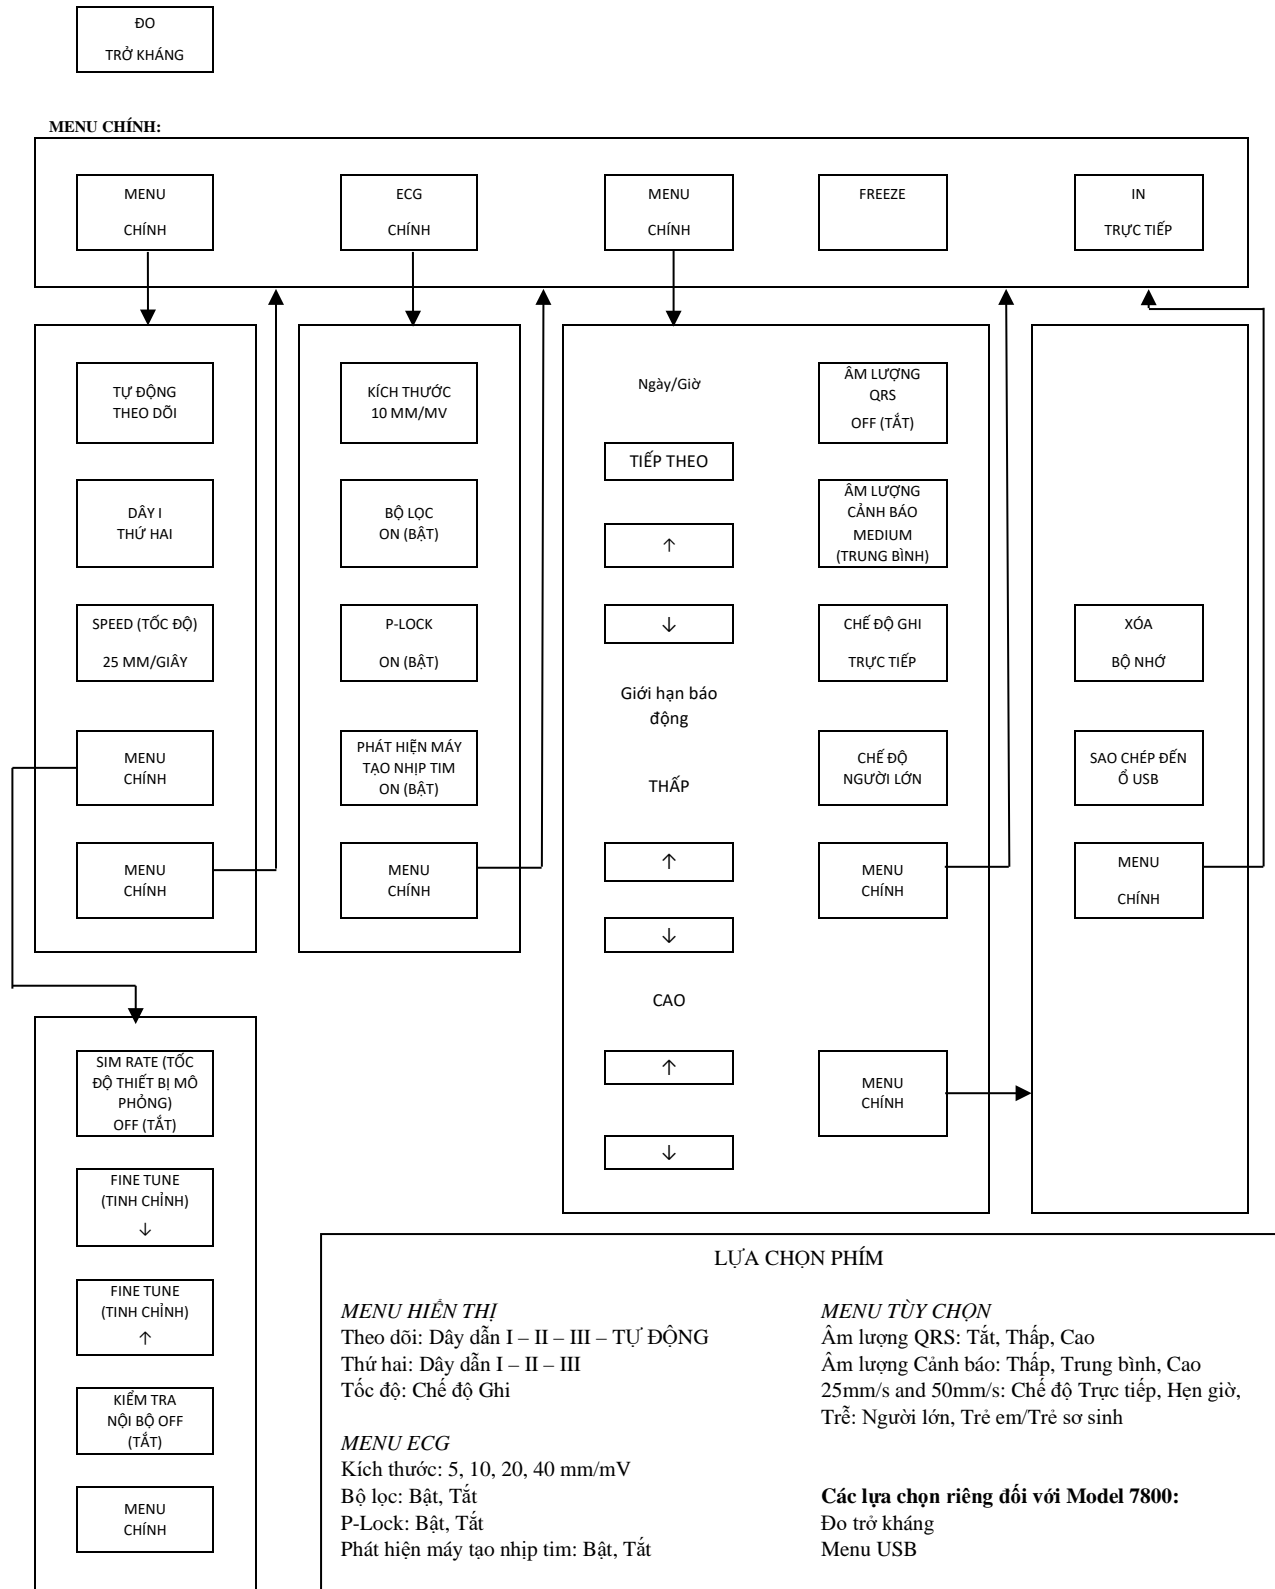 ĐO
TRỞ KHÁNG
MENU CHÍNH:
MENU
CHÍNH
ECG
CHÍNH
MENU
CHÍNH
FREEZE
IN
TRỰC TIẾP
TỰ ĐỘNG
THEO DÕI
DÂY I
THỨ HAI
SPEED (TỐC ĐỘ)
25 MM/GIÂY
MENU
CHÍNH
MENU
CHÍNH
KÍCH THƯỚC
10 MM/MV
BỘ LỌC
ON (BẬT)
P-LOCK
ON (BẬT)
PHÁT HIỆN MÁY
TẠO NHỊP TIM
ON (BẬT)
MENU
CHÍNH
Ngày/Giờ
TIẾP THEO
↑
↓
Giới hạn báo
động
THẤP
↑
↓
CAO
↑
↓
ÂM LƯỢNG
QRS
OFF (TẮT)
ÂM LƯỢNG
CẢNH BÁO
MEDIUM
(TRUNG BÌNH)
CHẾ ĐỘ GHI
TRỰC TIẾP
CHẾ ĐỘ
NGƯỜI LỚN
MENU
CHÍNH
MENU
CHÍNH
XÓA
BỘ NHỚ
SAO CHÉP ĐẾN
Ổ USB
MENU
CHÍNH
SIM RATE (TỐC
ĐỘ THIẾT BỊ MÔ
PHỎNG)
OFF (TẮT)
FINE TUNE
(TINH CHỈNH)
↓
FINE TUNE
(TINH CHỈNH)
↑
KIỂM TRA
NỘI BỘ OFF
(TẮT)
MENU
CHÍNH
LỰA CHỌN PHÍM
MENU HIỂN THỊ
Theo dõi: Dây dẫn I – II – III – TỰ ĐỘNG
Thứ hai: Dây dẫn I – II – III
Tốc độ: Chế độ Ghi
MENU ECG
Kích thước: 5, 10, 20, 40 mm/mV
Bộ lọc: Bật, Tắt
P-Lock: Bật, Tắt
Phát hiện máy tạo nhịp tim: Bật, Tắt
MENU TÙY CHỌN
Âm lượng QRS: Tắt, Thấp, Cao
Âm lượng Cảnh báo: Thấp, Trung bình, Cao
25mm/s and 50mm/s: Chế độ Trực tiếp, Hẹn giờ,
Trễ: Người lớn, Trẻ em/Trẻ sơ sinh
Các lựa chọn riêng đối với Model 7800:
Đo trở kháng
Menu USB